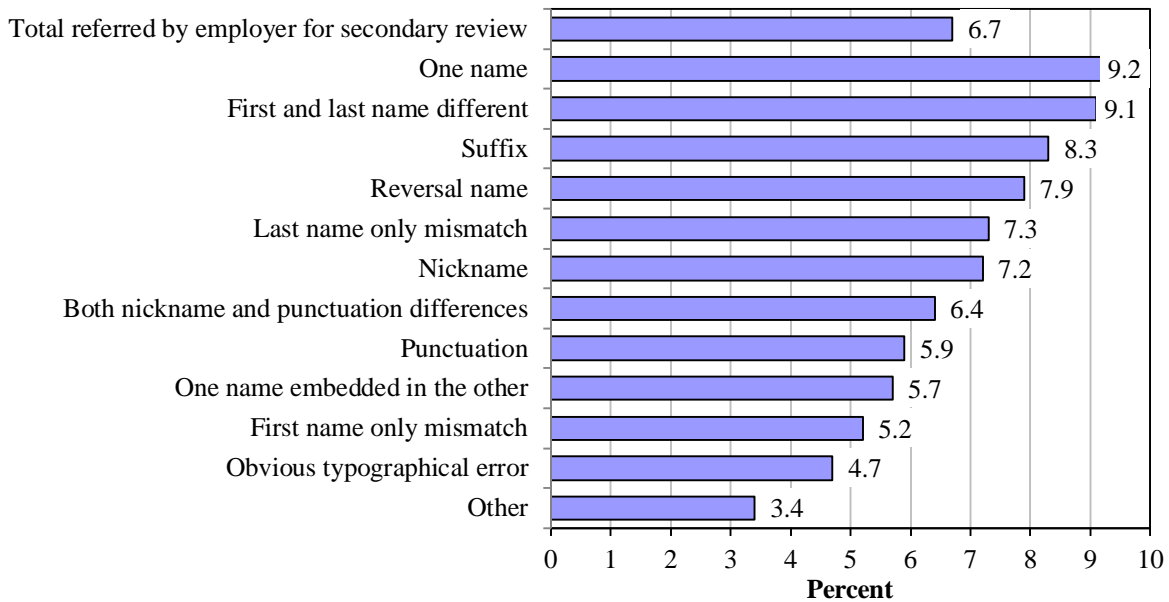 Total referred by employer for secondary review 6.7
One name 9.2
First and last name different 9.1
Suffix 8.3
Reversal name 7.9
Last name only mismatch 7.3
Nickname 7.2
Both nickname and punctuation differences 6.4
Punctuation 5.9
One name embedded in the other 5.7
First name only mismatch 5.2
Obvious typographical error 4.7
Other 3.4
0 1 2 3 4 5 6 7 8 9 10
Percent